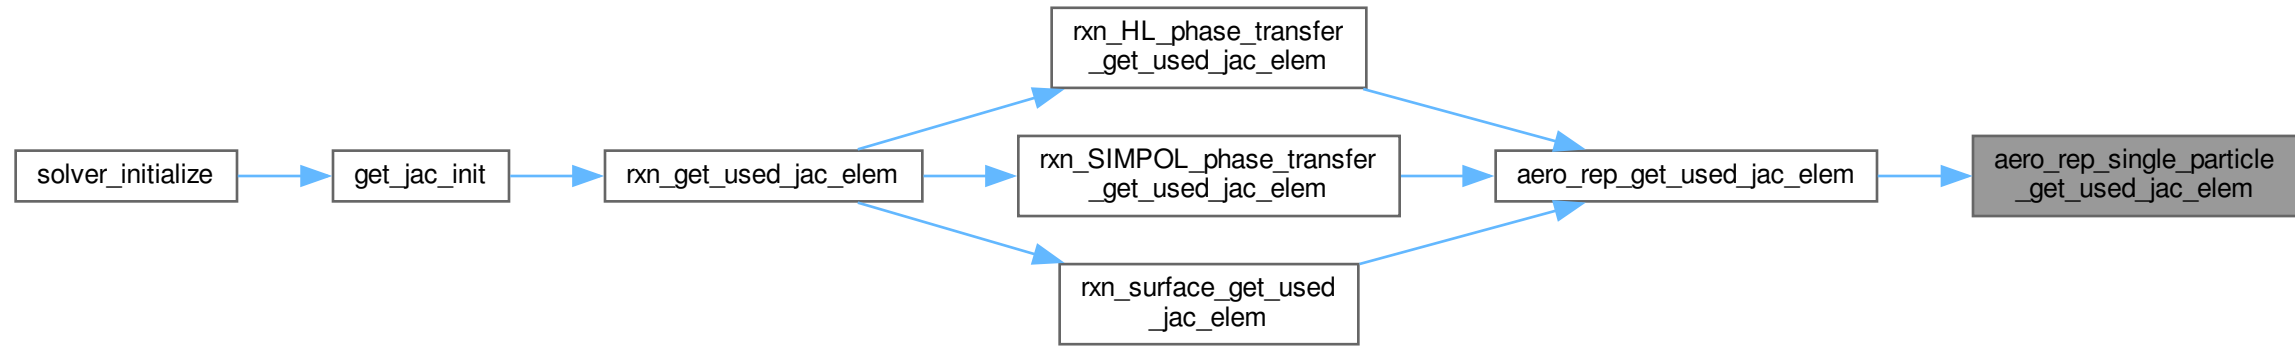 solver_initialize
get_jac_init
rxn_get_used_jac_elem
rxn_HL_phase_transfer
_get_used_jac_elem
rxn_SIMPOL_phase_transfer
_get_used_jac_elem
rxn_surface_get_used
_jac_elem
aero_rep_get_used_jac_elem
aero_rep_single_particle
_get_used_jac_elem